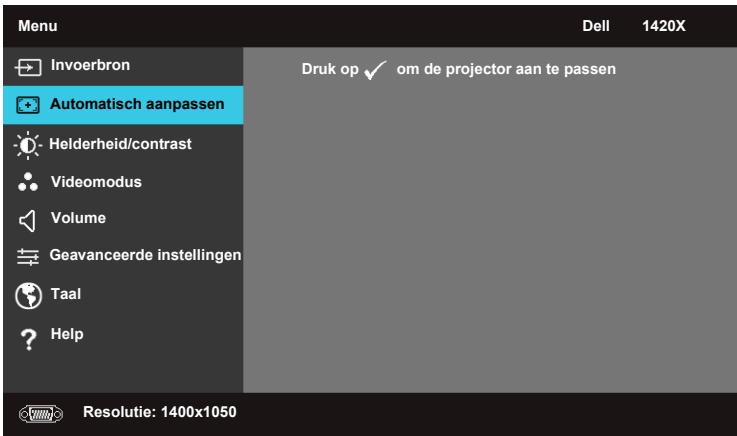 Menu Dell 1420X
Invoerbron
Druk op ✓ om de projector aan te passen
Automatisch aanpassen
Helderheid/contrast
Videomodus
Volume
Geavanceerde instellingen
Taal
Help
Resolutie: 1400x1050